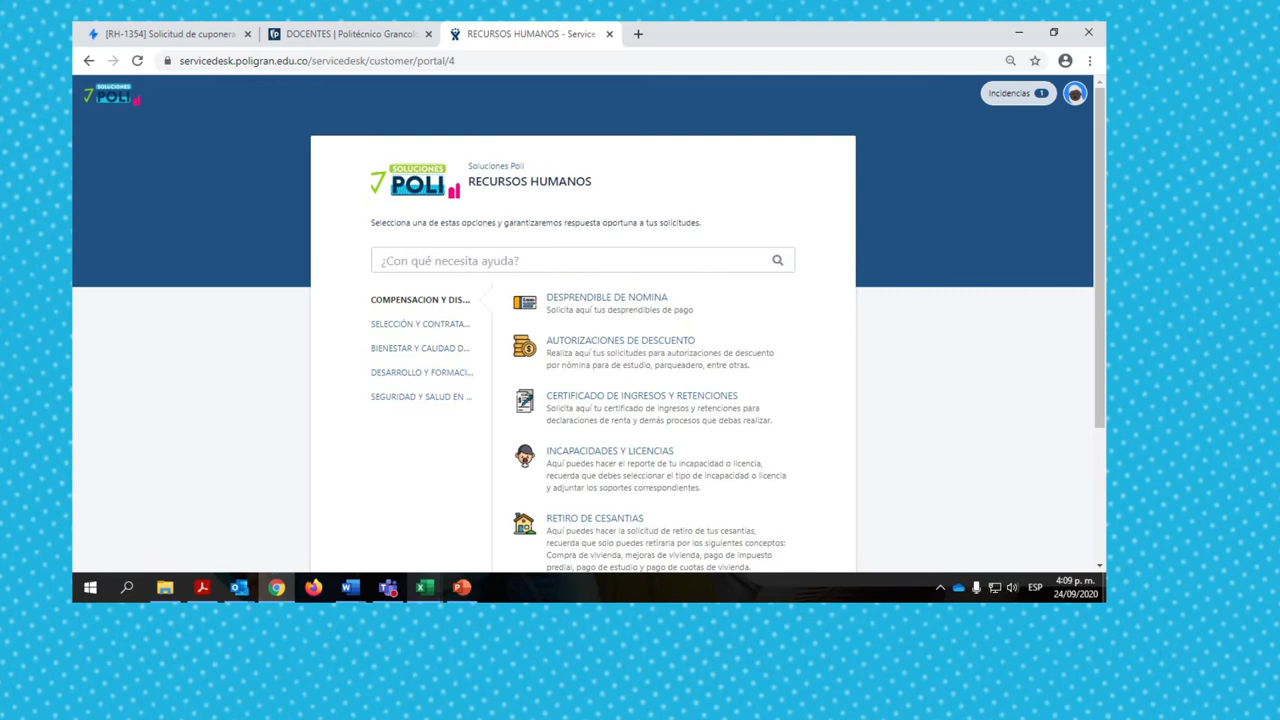 [RH-1354] Solicitud de cuponera
DOCENTES | Politécnico Grancolo
RECURSOS HUMANOS - Service
servicedesk.poligran.edu.co/servicedesk/customer/portal/4
POLI
Incidencias 1
SOLUCIONES
POLI
Soluciones Poli
RECURSOS HUMANOS
Selecciona una de estas opciones y garantizaremos respuesta oportuna a tus solicitudes.
¿Con qué necesita ayuda?
COMPENSACION Y DIS...
SELECCIÓN Y CONTRATA...
BIENESTAR Y CALIDAD D...
DESARROLLO Y FORMACI...
SEGURIDAD Y SALUD EN ...
DESPRENDIBLE DE NOMINA
Solicita aquí tus desprendibles de pago
AUTORIZACIONES DE DESCUENTO
Realiza aquí tus solicitudes para autorizaciones de descuento
por nómina para de estudio, parqueadero, entre otras.
CERTIFICADO DE INGRESOS Y RETENCIONES
Solicita aquí tu certificado de ingresos y retenciones para
declaraciones de renta y demás procesos que debas realizar.
INCAPACIDADES Y LICENCIAS
Aquí puedes hacer el reporte de tu incapacidad o licencia,
recuerda que debes seleccionar el tipo de incapacidad o licencia
y adjuntar los soportes correspondientes.
RETIRO DE CESANTIAS
Aquí puedes hacer la solicitud de retiro de tus cesantías,
recuerda que solo puedes retirarla por los siguientes conceptos:
Compra de vivienda, mejoras de vivienda, pago de impuesto
predial, pago de estudio y pago de cuotas de vivienda.
ESP
4:09 p. m.
24/09/2020